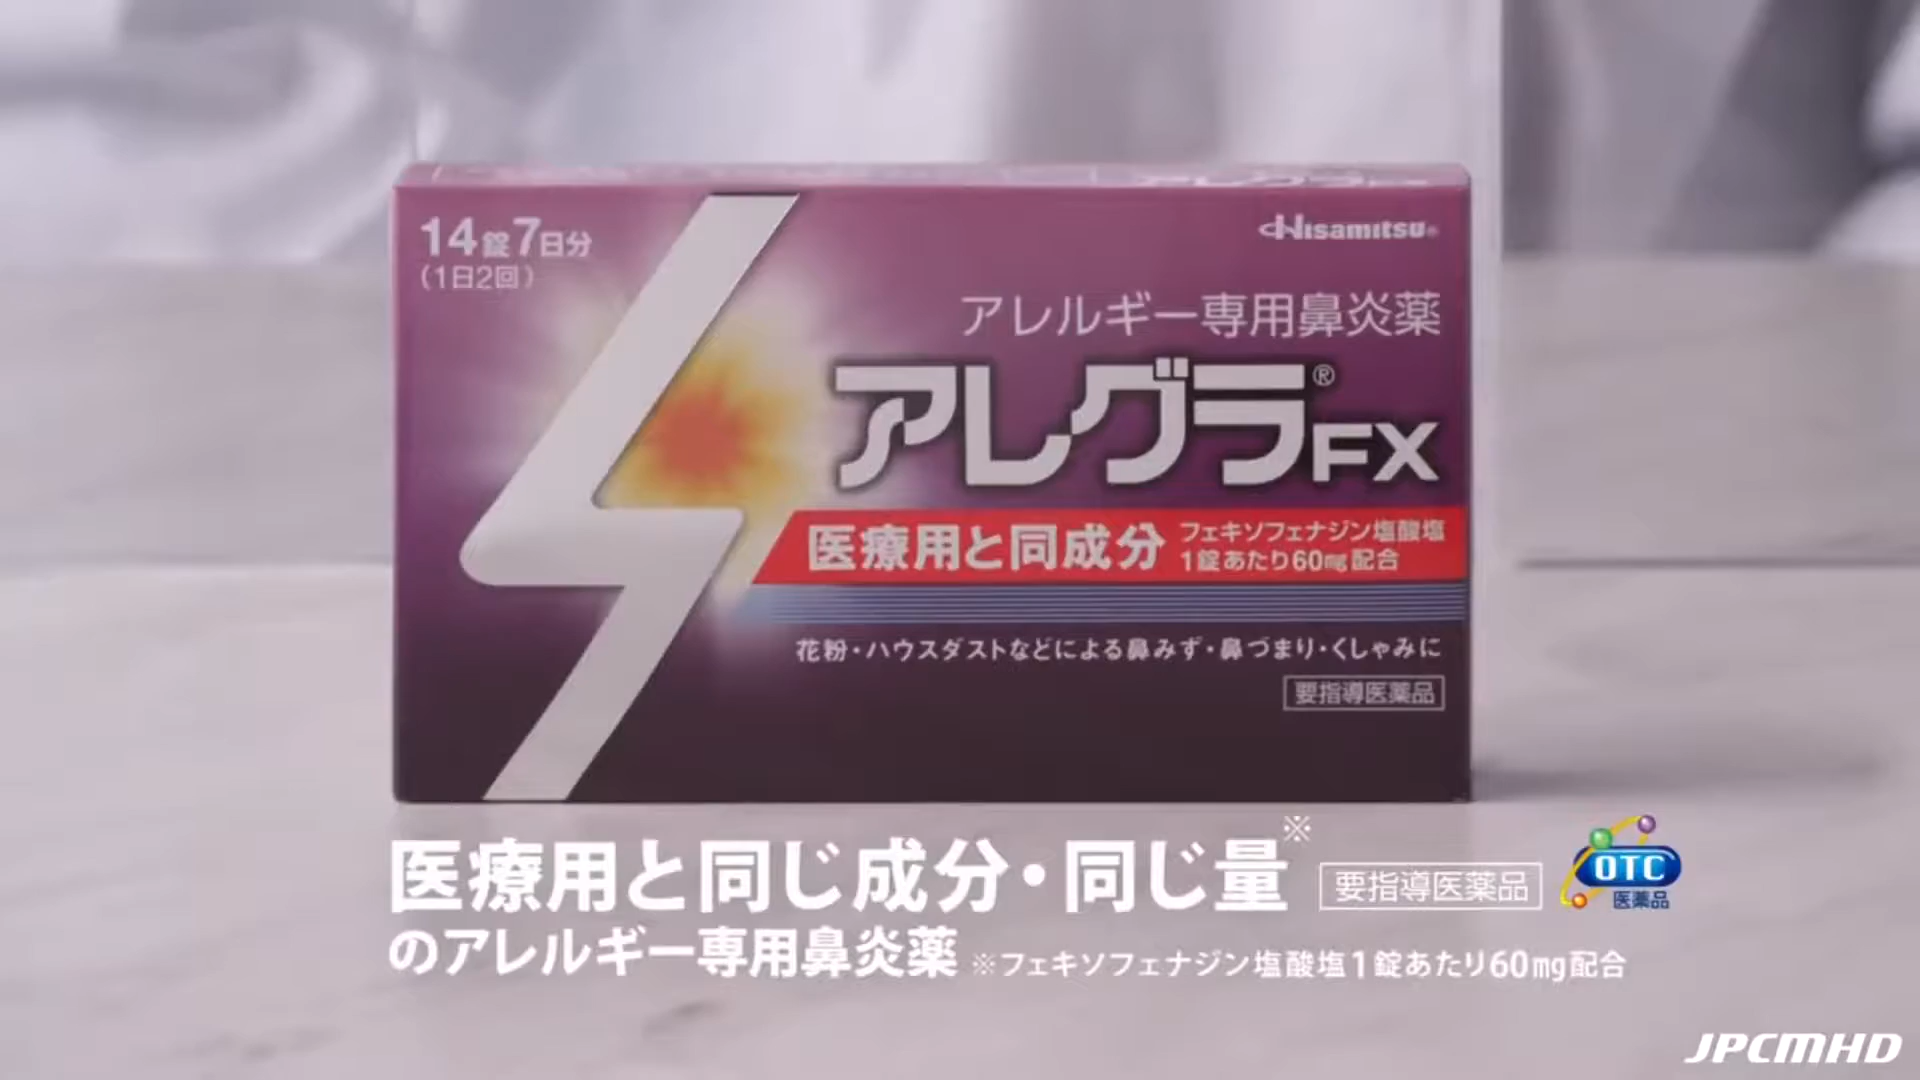 アレグラFX
14錠7日分
(1日2回)
Hisamitsu®
アレルギー専用鼻炎薬
アレグラ®FX
医療用と同成分 フェキソフェナジン塩酸塩
1錠あたり60mg配合
花粉・ハウスダストなどによる鼻みず・鼻づまり・くしゃみに
要指導医薬品
医療用と同じ成分・同じ量※ 要指導医薬品 OTC
医薬品
のアレルギー専用鼻炎薬 ※フェキソフェナジン塩酸塩1錠あたり60mg配合
JPCMHD